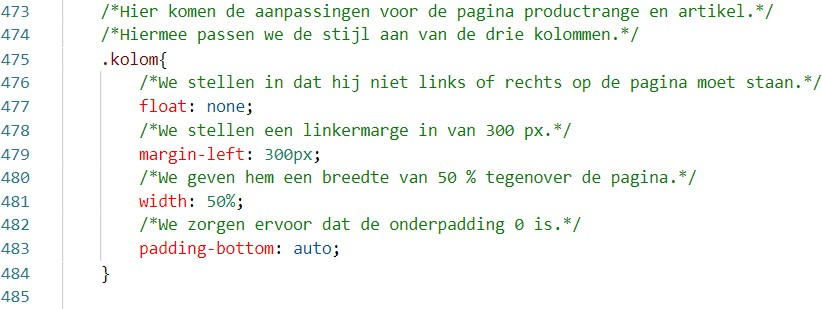 473 /*Hier komen de aanpassingen voor de pagina productrange en artikel.*/
474 /*Hiermee passen we de stijl aan van de drie kolommen.*/
475 .kolom{
476 /*We stellen in dat hij niet links of rechts op de pagina moet staan.*/
477 float: none;
478 /*We stellen een linkermarge in van 300 px.*/
479 margin-left: 300px;
480 /*We geven hem een breedte van 50 % tegenover de pagina.*/
481 width: 50%;
482 /*We zorgen ervoor dat de onderpadding 0 is.*/
483 padding-bottom: auto;
484 }
485